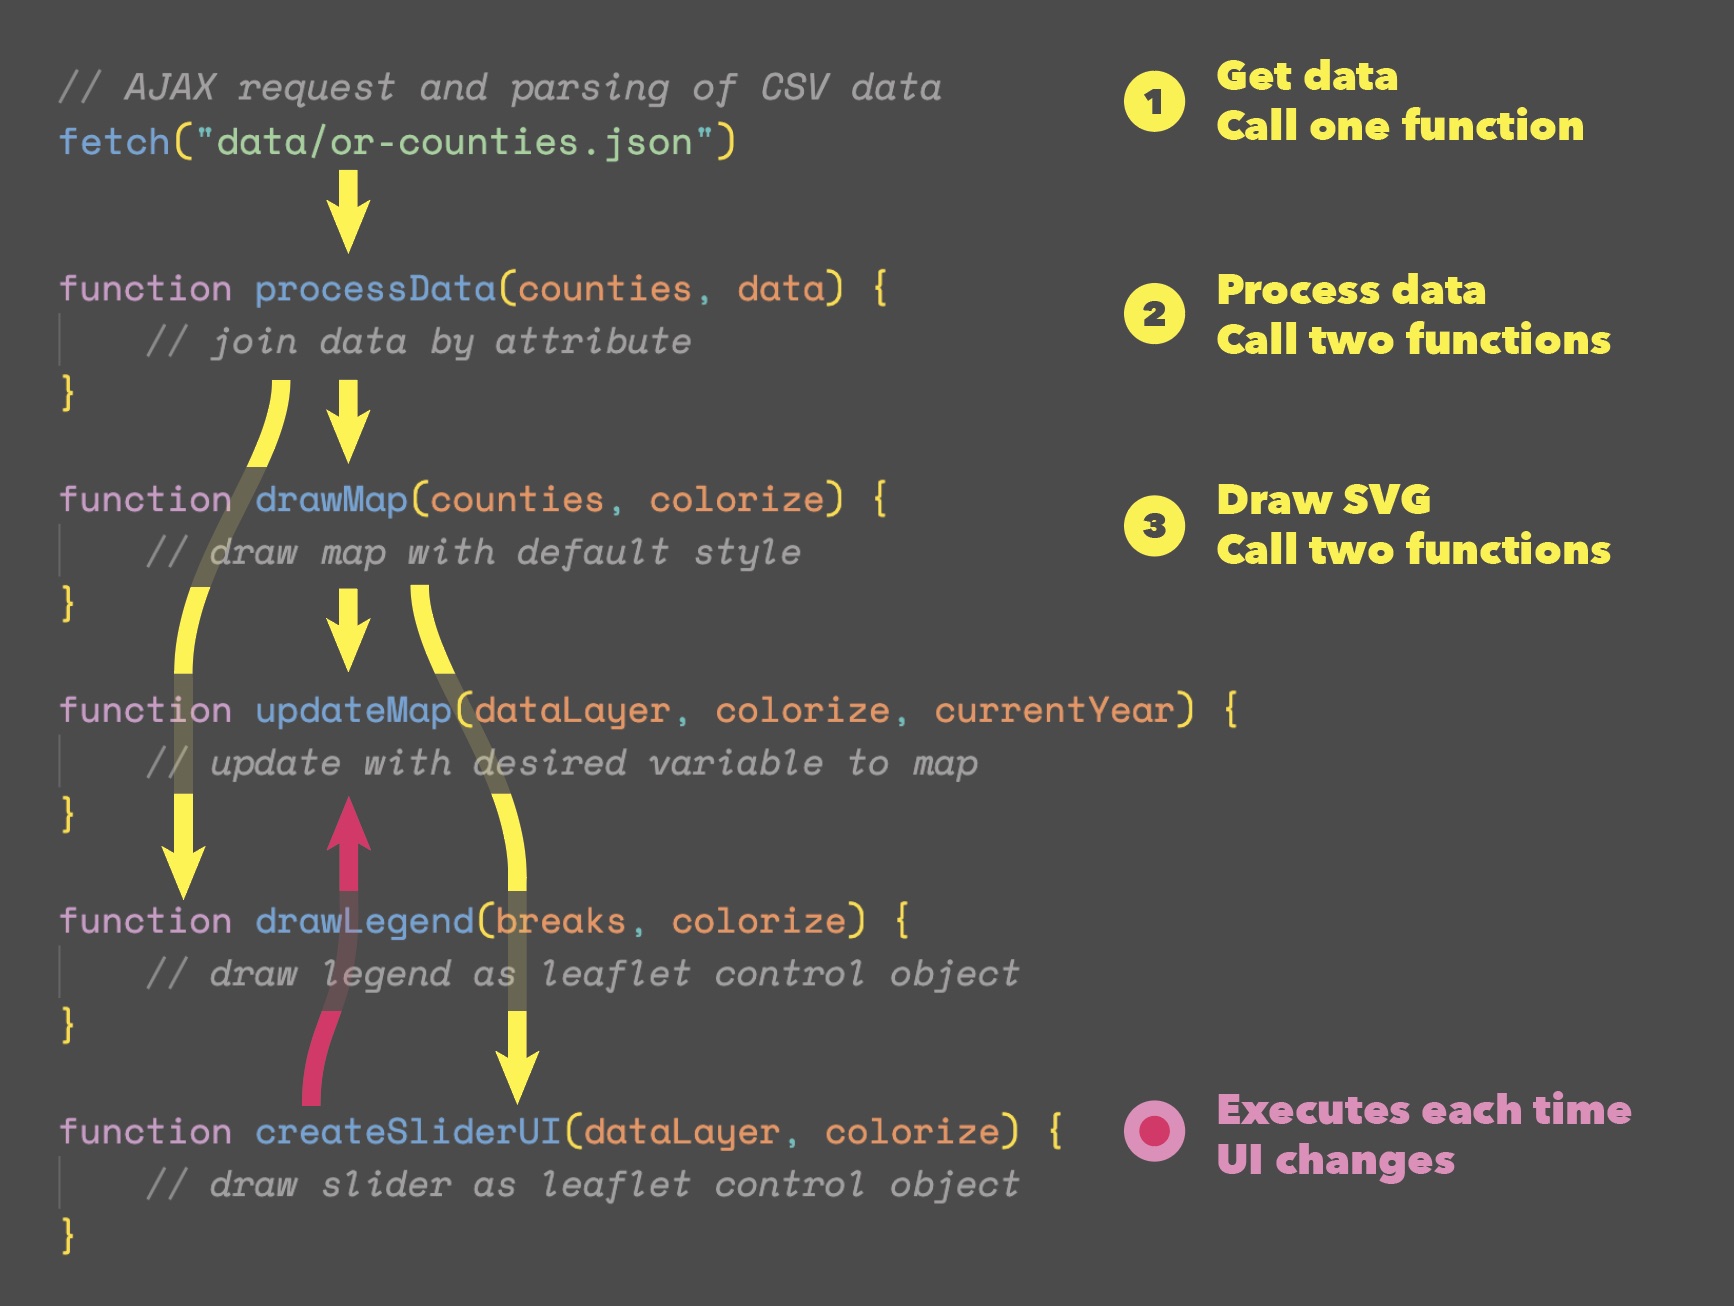 // AJAX request and parsing of CSV data
fetch("data/or-counties.json")
1
Get data
Call one function
function processData(counties, data) {
// join data by attribute
}
2
Process data
Call two functions
function drawMap(counties, colorize) {
// draw map with default style
}
3
Draw SVG
Call two functions
function updateMap(dataLayer, colorize, currentYear) {
// update with desired variable to map
}
function drawLegend(breaks, colorize) {
// draw legend as leaflet control object
}
function createSliderUI(dataLayer, colorize) {
// draw slider as leaflet control object
}
Executes each time
UI changes